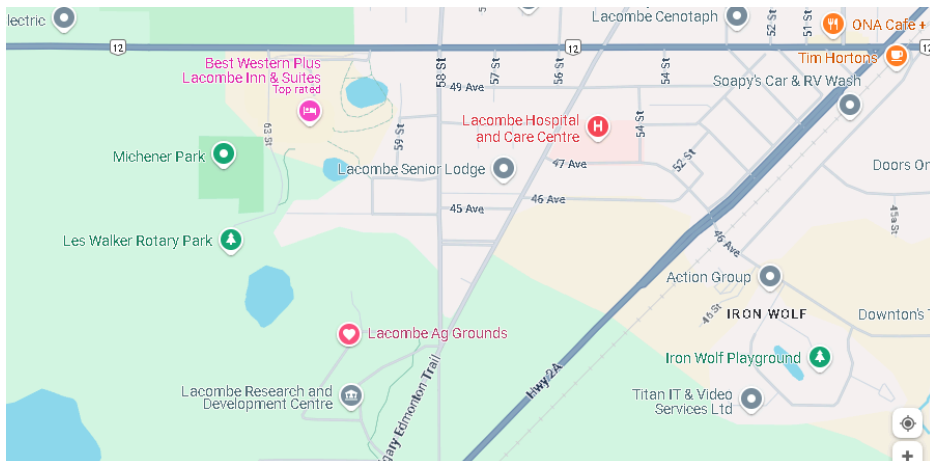 lectric
Lacombe Cenotaph
52 St
51 St
ONA Cafe +
12
12
Tim Hortons
Best Western Plus
Lacombe Inn & Suites
Top rated
58 St
57 St
56 St
54 St
49 Ave
Soapy's Car & RV Wash
63 St
59 St
Lacombe Hospital
and Care Centre
H
54 St
Michener Park
Lacombe Senior Lodge
47 Ave
52 St
Doors On
45 Ave
46 Ave
45a St
Les Walker Rotary Park
46 Ave
Action Group
46 St
IRON WOLF
Downton's T
Lacombe Ag Grounds
Iron Wolf Playground
Lacombe Research and
Development Centre
gary Edmonton Trail
Hwy 2A
Titan IT & Video
Services Ltd